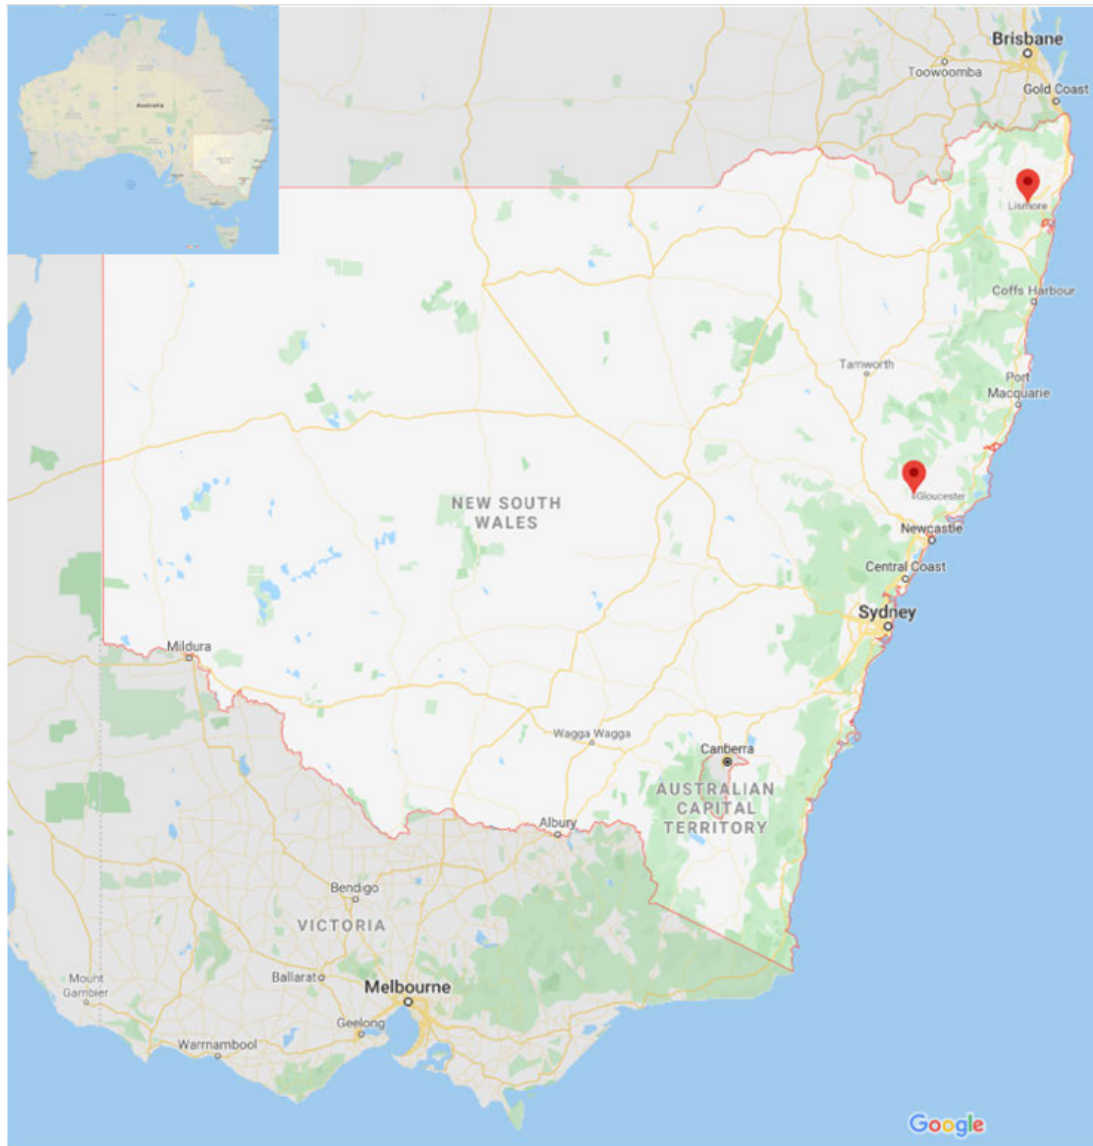 Australia
Brisbane
Toowoomba
Gold Coast
Lismore
Coffs Harbour
Tamworth
Port
Macquarie
NEW SOUTH
WALES
Gloucester
Newcastle
Central Coast
Sydney
Mildura
Wagga Wagga
Canberra
AUSTRALIAN
CAPITAL
TERRITORY
Albury
Bendigo
VICTORIA
Ballarat
Mount
Gambier
Melbourne
Geelong
Warrnambool
Google